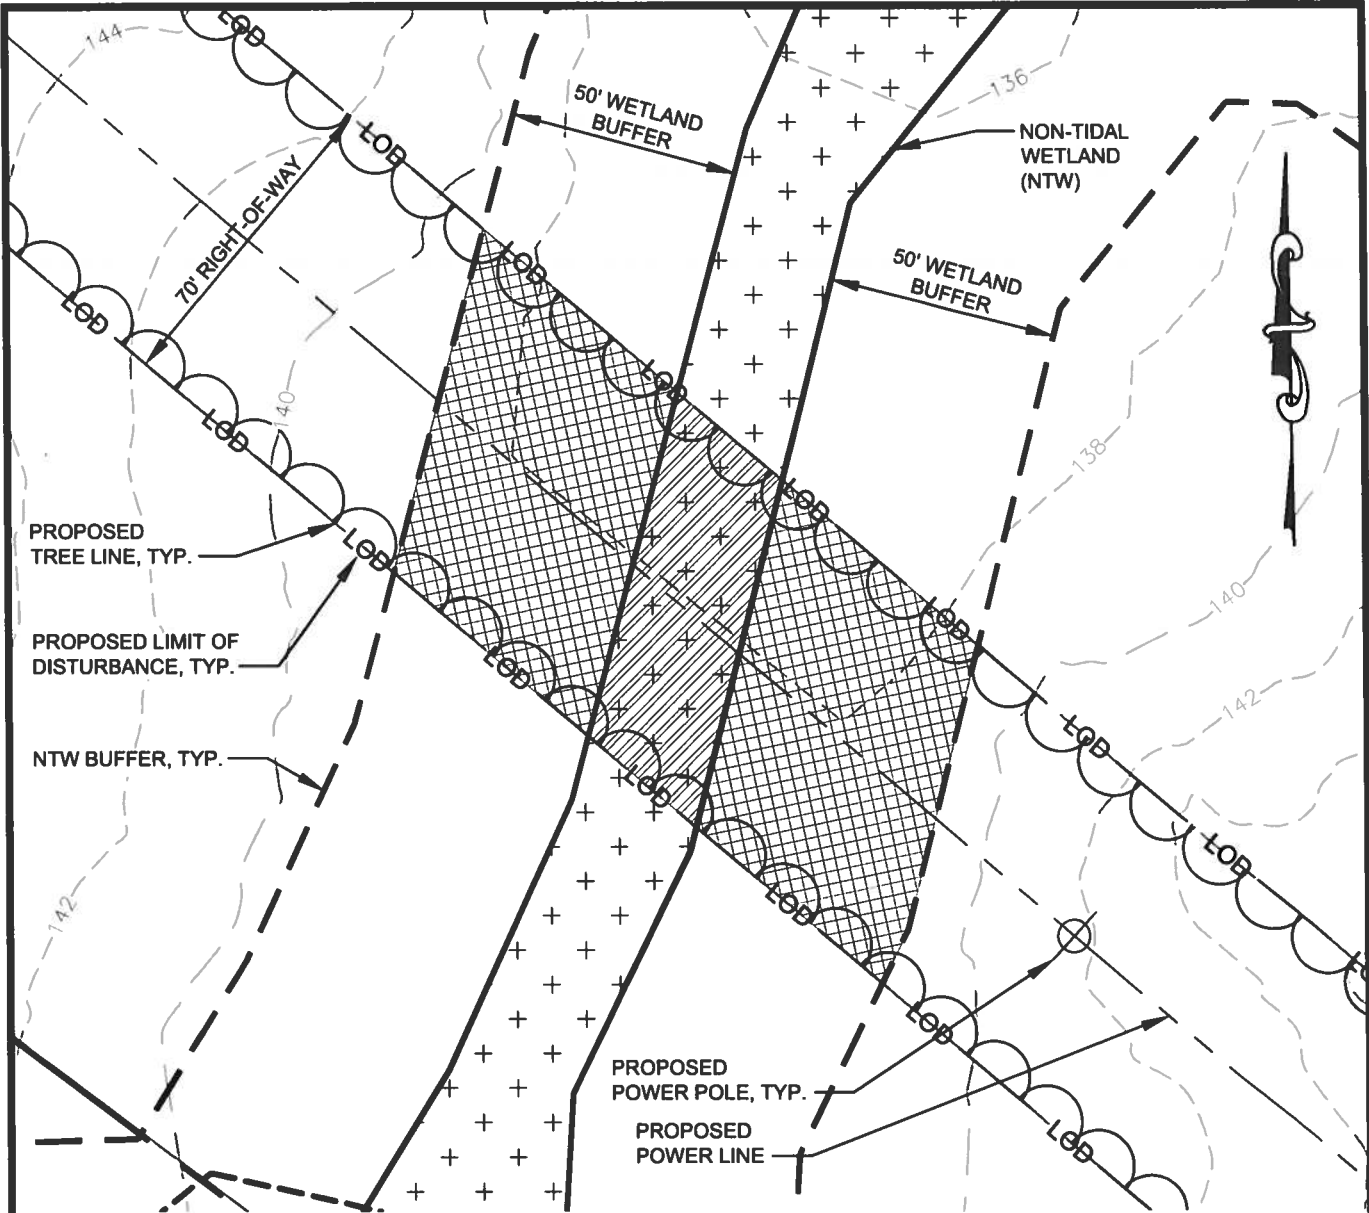 LOD
144
136
50' WETLAND
BUFFER
NON-TIDAL
WETLAND
(NTW)
LOD
70' RIGHT-OF-WAY
50' WETLAND
BUFFER
LOD
LOD
LOD
140
LOD
138
LOD
PROPOSED
TREE LINE, TYP.
LOD
140
LOD
PROPOSED LIMIT OF
DISTURBANCE, TYP.
LOD
142
LOD
NTW BUFFER, TYP.
LOD
LOD
142
LOD
LOD
LOD
PROPOSED
POWER POLE, TYP.
PROPOSED
POWER LINE
LOD